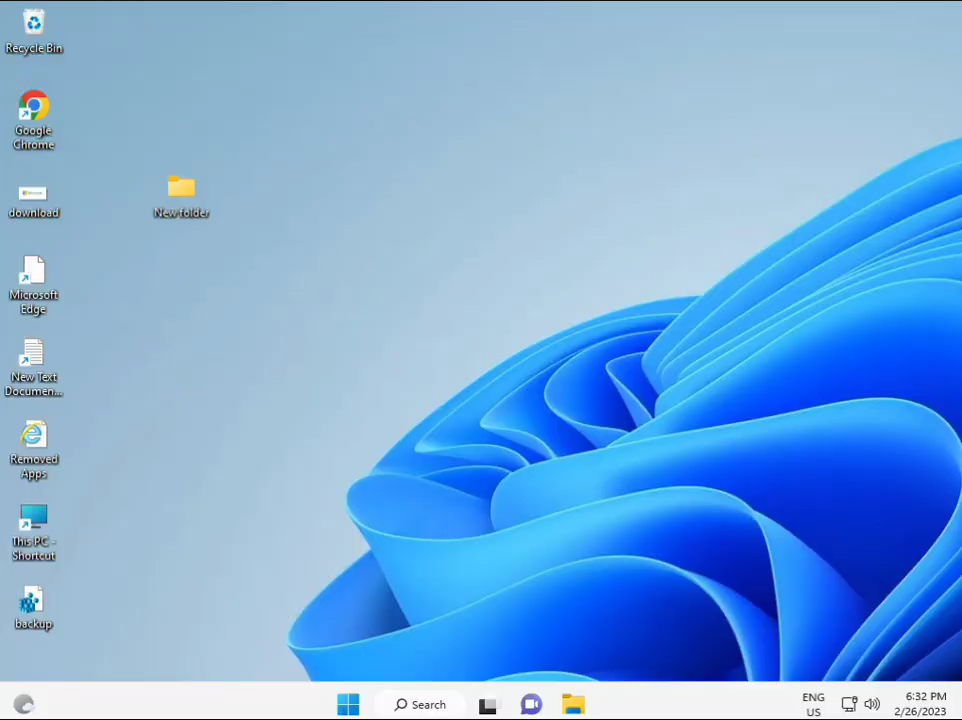 Recycle Bin
Google
Chrome
download
New folder
Microsoft
Edge
New Text
Documen...
Removed
Apps
This PC -
Shortcut
backup
Search
ENG
US
6:32 PM
2/26/2023